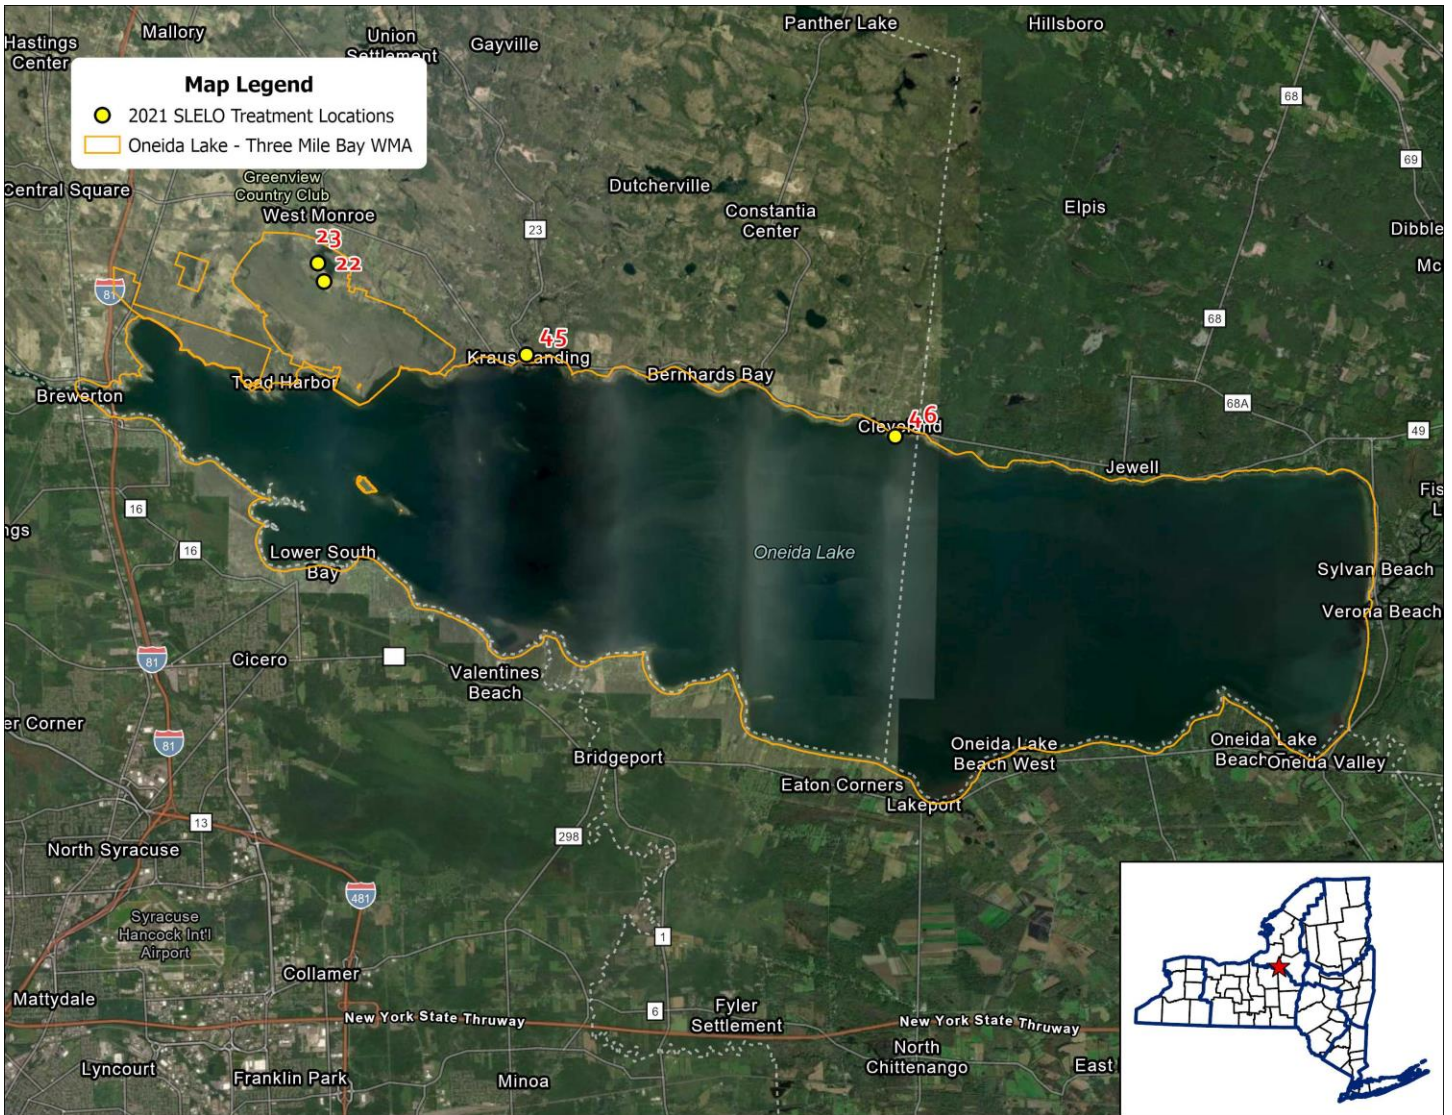 Panther Lake
Hillsboro
Mallory
Union
Settlement
Gayville
Hastings
Center
Map Legend
2021 SLELO Treatment Locations
Oneida Lake - Three Mile Bay WMA
68
69
Greenview
Country Club
Central Square
West Monroe
Dutcherville
Constantia
Center
Elpis
Dibble
Mc
23
23
22
81
68
45
Kraus Landing
Toad Harbor
Bernhards Bay
Brewerton
68A
46
Cleveland
49
Jewell
Fis
L
16
ngs
16
Lower South
Bay
Oneida Lake
Sylvan Beach
Verona Beach
81
Cicero
Valentines
Beach
er Corner
81
Bridgeport
Oneida Lake
Beach West
Oneida Lake
Beach
Oneida Valley
Eaton Corners
Lakeport
13
298
North Syracuse
481
Syracuse
Hancock Int'l
Airport
1
Collamer
Mattydale
6
Fyler
Settlement
New York State Thruway
New York State Thruway
North
Chittenango
East
Lyncourt
Franklin Park
Minoa